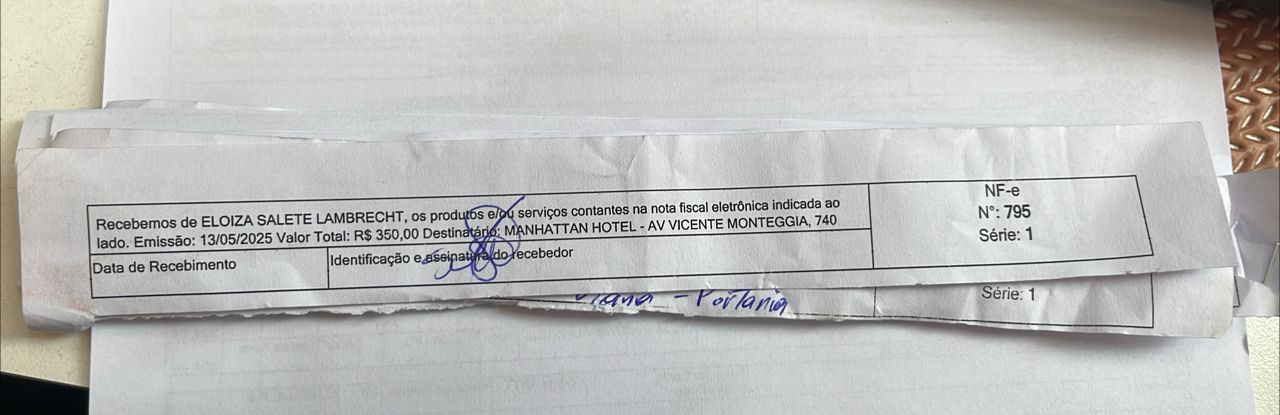 Recebemos de ELOIZA SALETE LAMBRECHT, os produtos e/ou serviços contantes na nota fiscal eletrônica indicada ao
lado. Emissão: 13/05/2025 Valor Total: R$ 350,00 Destinatário: MANHATTAN HOTEL - AV VICENTE MONTEGGIA, 740
Data de Recebimento
Identificação e assinatura do recebedor
NF-e
N°: 795
Série: 1
- Portaria
Série: 1